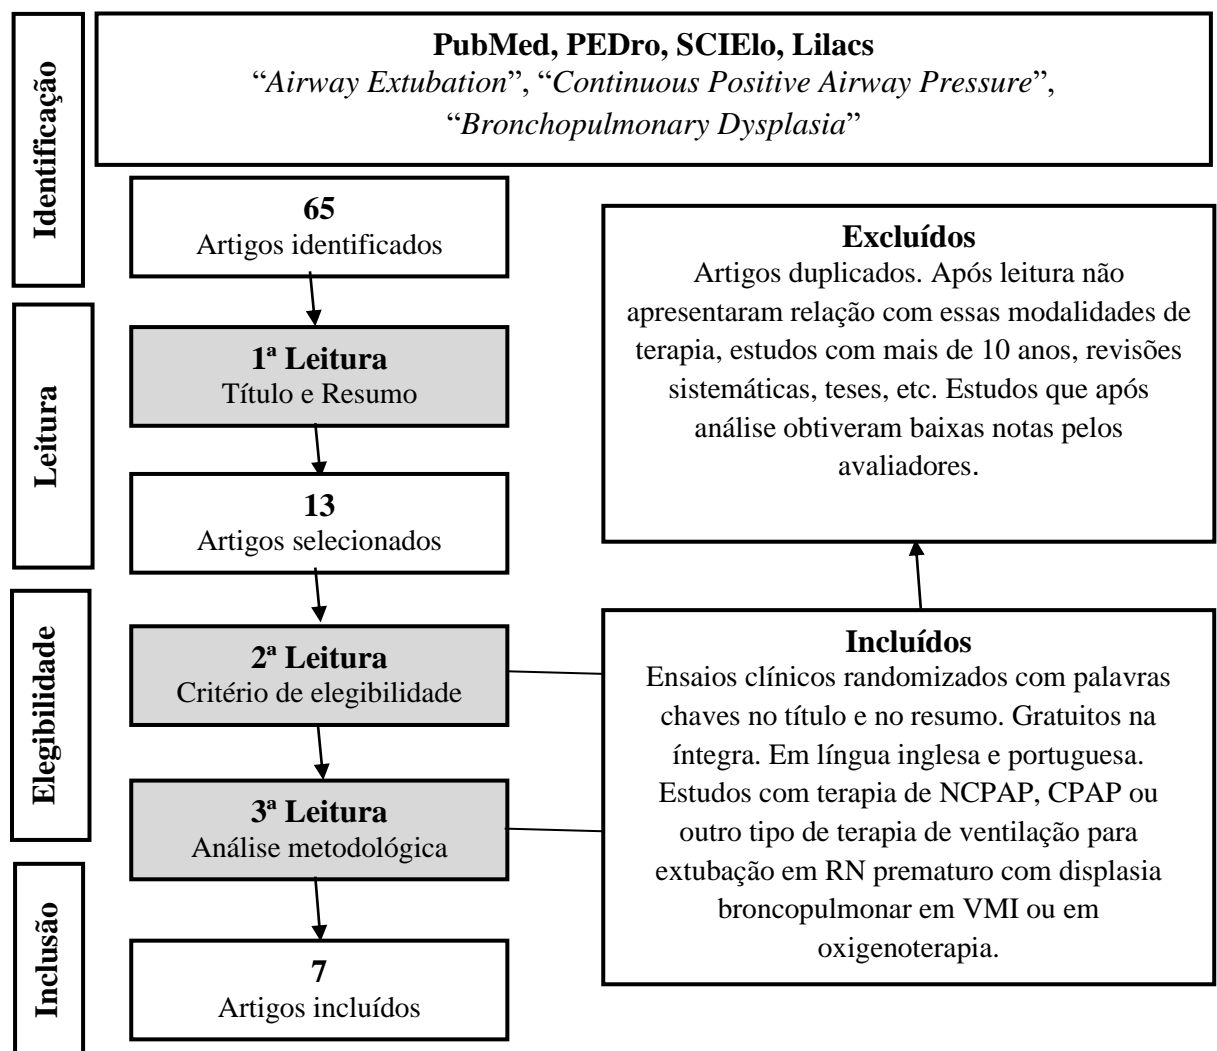 Identificação
PubMed, PEDro, SCIElo, Lilacs
“Airway Extubation”, “Continuous Positive Airway Pressure”,
“Bronchopulmonary Dysplasia”
65
Artigos identificados
Leitura
1ª Leitura
Título e Resumo
13
Artigos selecionados
Excluídos
Artigos duplicados. Após leitura não
apresentaram relação com essas modalidades de
terapia, estudos com mais de 10 anos, revisões
sistemáticas, teses, etc. Estudos que após
análise obtiveram baixas notas pelos
avaliadores.
Elegibilidade
2ª Leitura
Critério de elegibilidade
3ª Leitura
Análise metodológica
Incluídos
Ensaios clínicos randomizados com palavras
chaves no título e no resumo. Gratuitos na
íntegra. Em língua inglesa e portuguesa.
Estudos com terapia de NCPAP, CPAP ou
outro tipo de terapia de ventilação para
extubação em RN prematuro com displasia
broncopulmonar em VMI ou em
oxigenoterapia.
Inclusão
7
Artigos incluídos